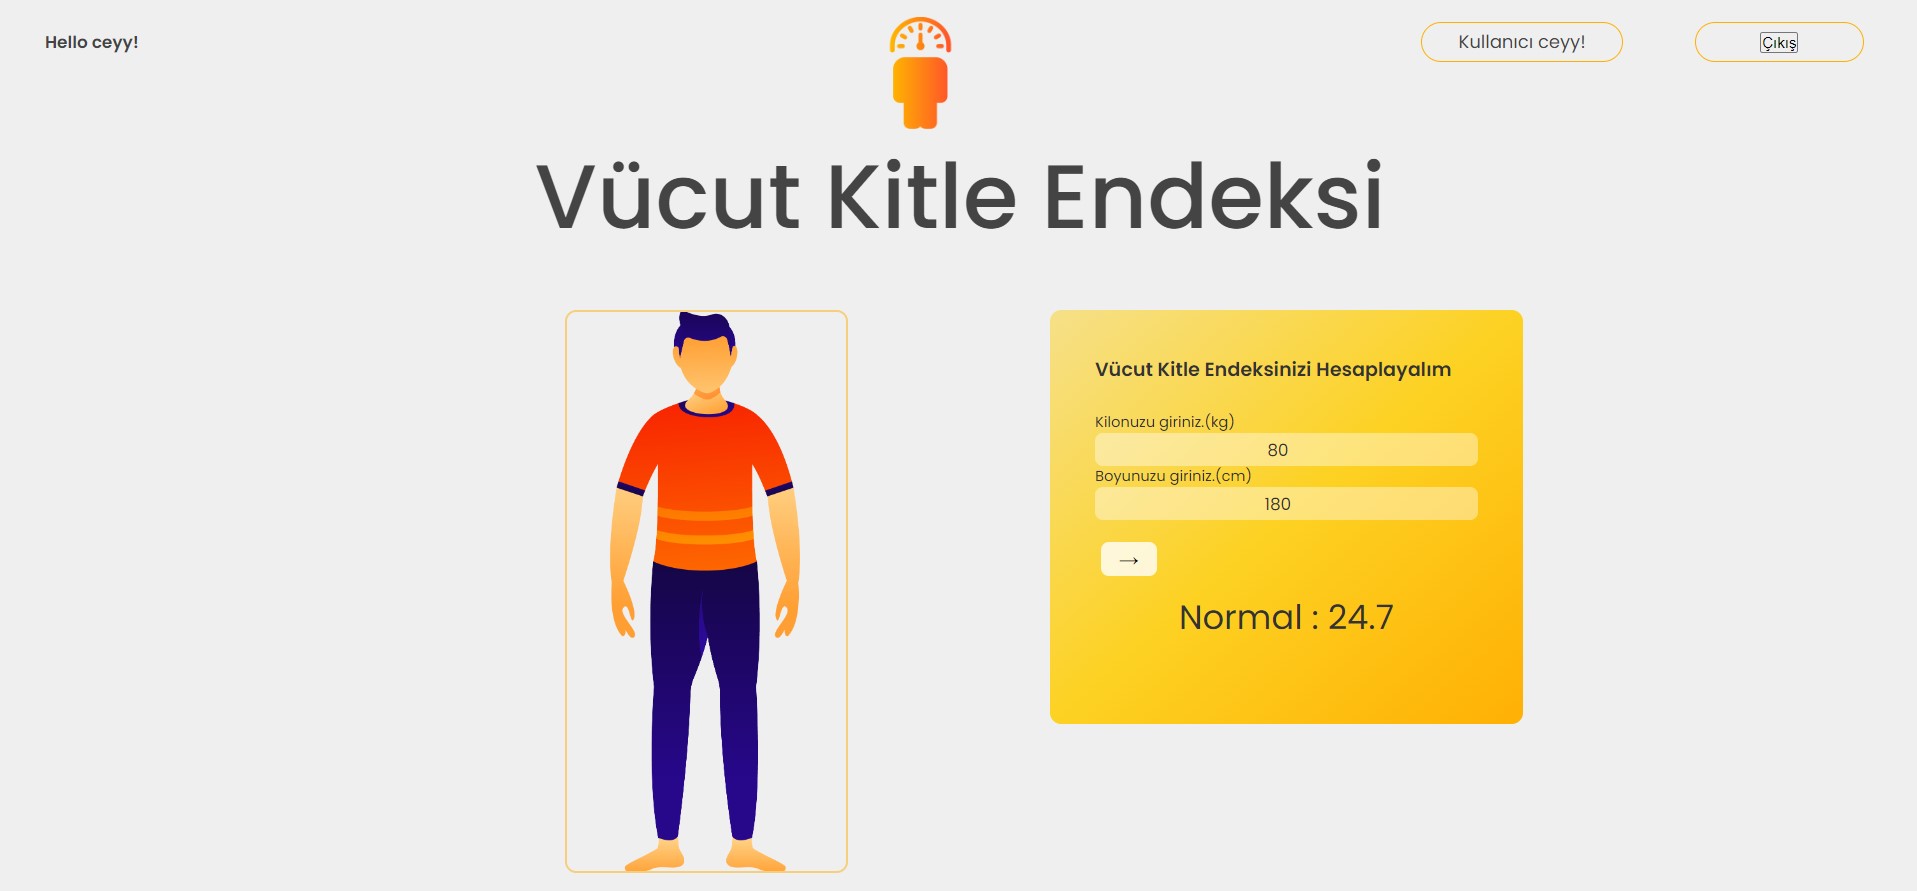 Hello ceyy!
Kullanıcı ceyy!
Çıkış
Vücut Kitle Endeksi
Vücut Kitle Endeksinizi Hesaplayalım
Kilonuzu giriniz.(kg)
80
Boyunuzu giriniz.(cm)
180
→
Normal : 24.7